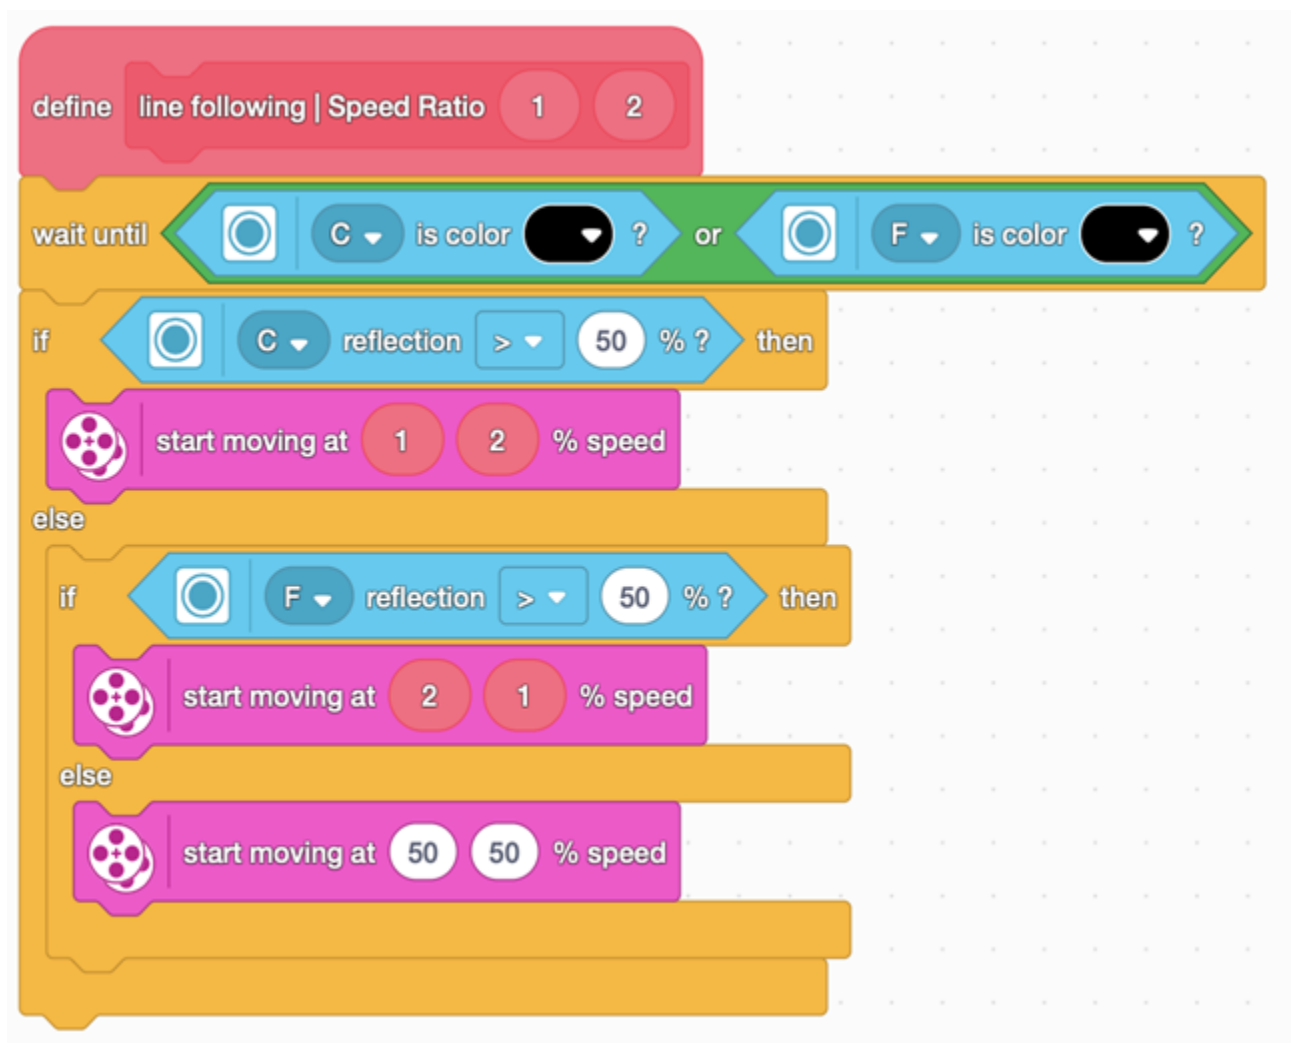 define line following | Speed Ratio 1 2
wait until C is color ? or F is color ?
if C reflection > 50 % ? then
start moving at 1 2 % speed
else
if F reflection > 50 % ? then
start moving at 2 1 % speed
else
start moving at 50 50 % speed